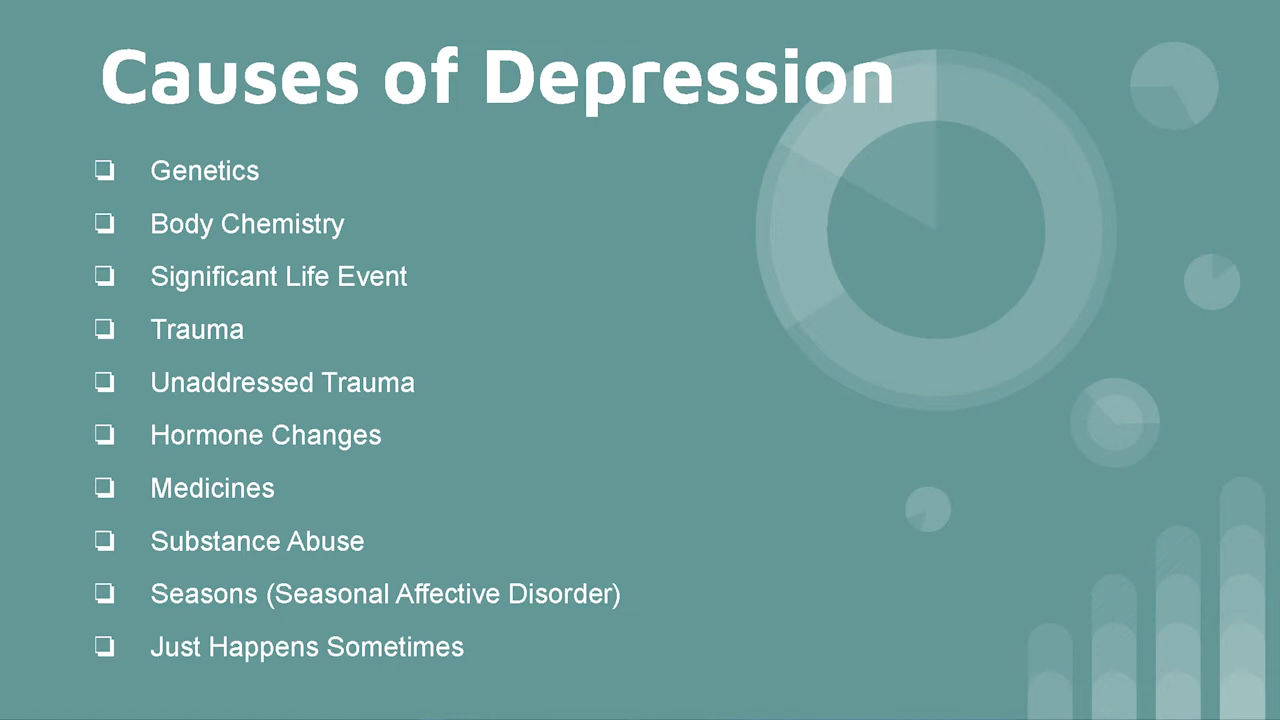 Causes of Depression
❏ Genetics
❏ Body Chemistry
❏ Significant Life Event
❏ Trauma
❏ Unaddressed Trauma
❏ Hormone Changes
❏ Medicines
❏ Substance Abuse
❏ Seasons (Seasonal Affective Disorder)
❏ Just Happens Sometimes